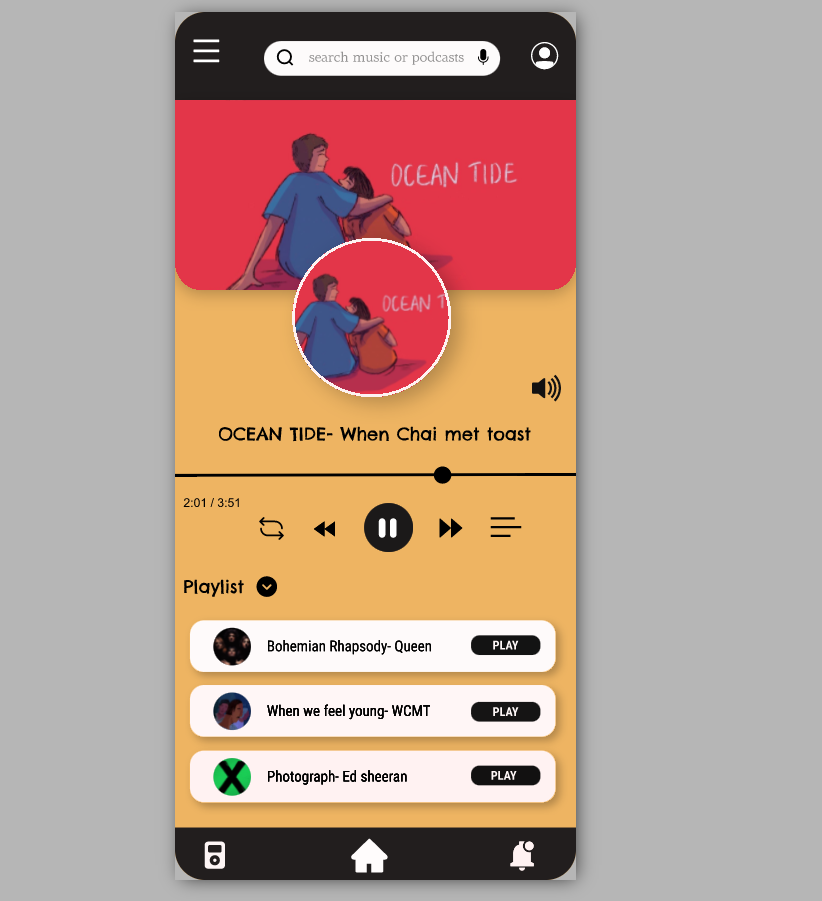 search music or podcasts
OCEAN TIDE
OCEAN T
OCEAN TIDE- When Chai met toast
2:01 / 3:51
Playlist
Bohemian Rhapsody- Queen PLAY
When we feel young- WCMT PLAY
Photograph- Ed sheeran PLAY